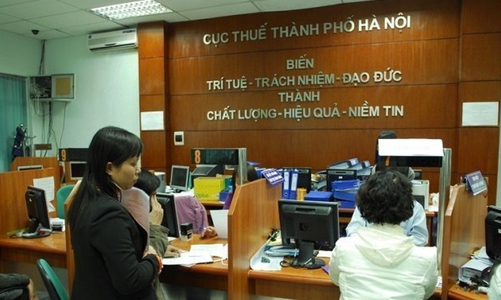 CỤC THUẾ THÀNH PHỐ HÀ NỘI
BIẾN
TRÍ TUỆ - TRÁCH NHIỆM - ĐẠO ĐỨC
THÀNH
CHẤT LƯỢNG - HIỆU QUẢ - NIỀM TIN
8